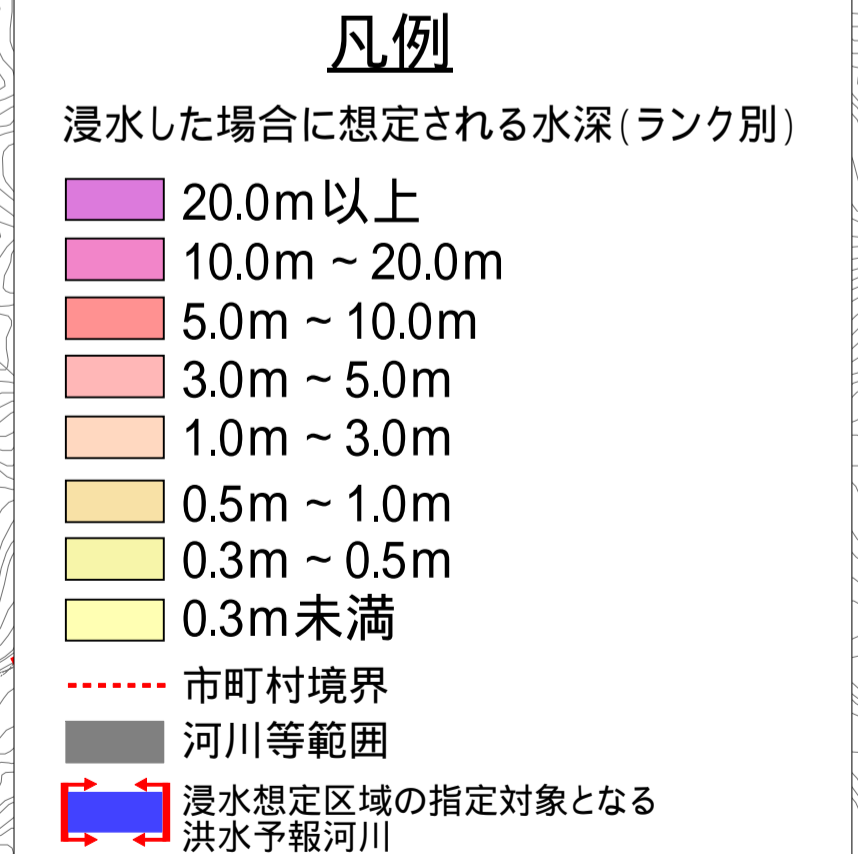 凡例
浸水した場合に想定される水深(ランク別)
20.0m以上
10.0m ~ 20.0m
5.0m ~ 10.0m
3.0m ~ 5.0m
1.0m ~ 3.0m
0.5m ~ 1.0m
0.3m ~ 0.5m
0.3m未満
市町村境界
河川等範囲
浸水想定区域の指定対象となる
洪水予報河川